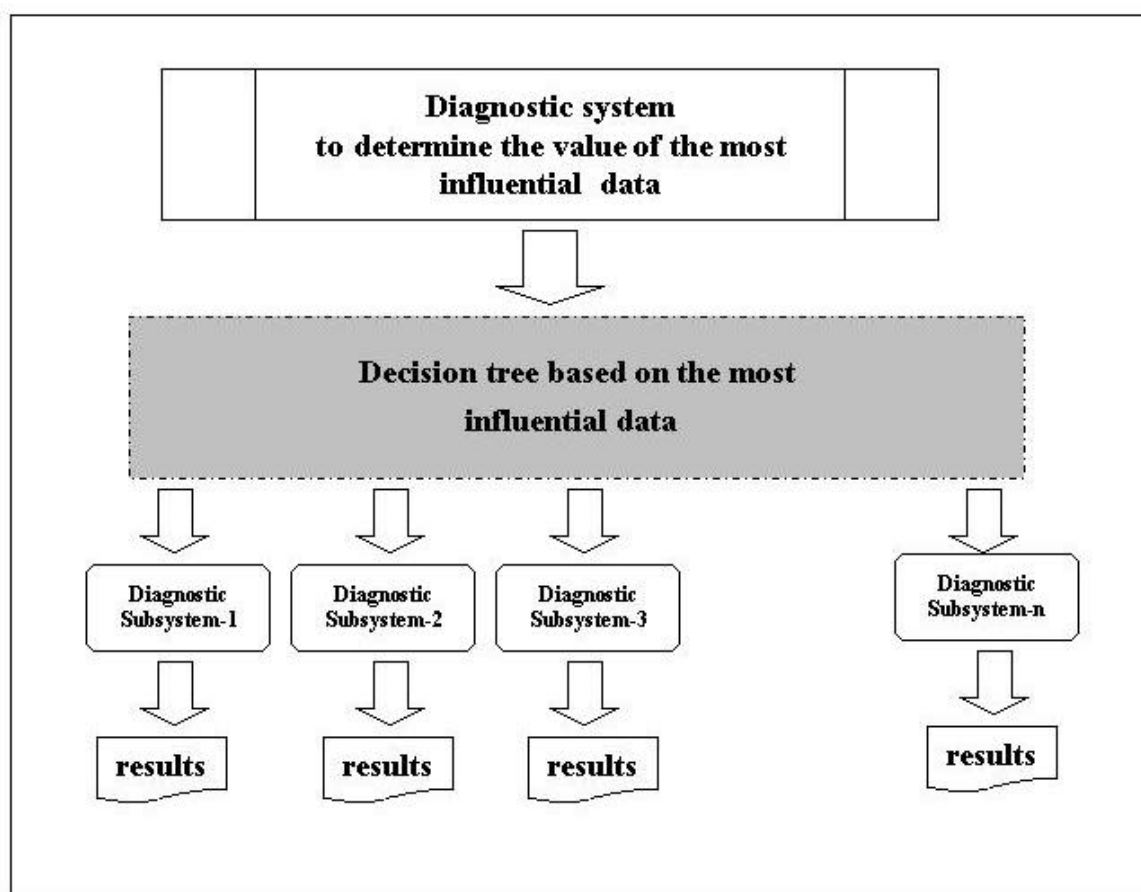 Diagnostic system
to determine the value of the most
influential data
Decision tree based on the most
influential data
Diagnostic
Subsystem-1
Diagnostic
Subsystem-2
Diagnostic
Subsystem-3
Diagnostic
Subsystem-n
results
results
results
results